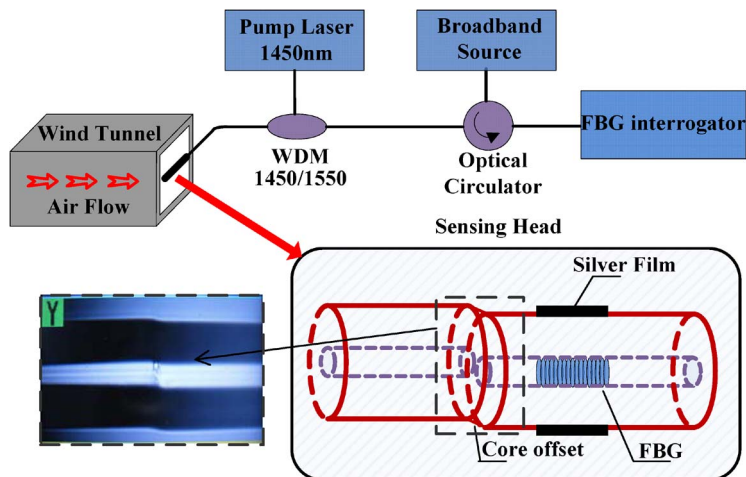 Pump Laser
1450nm
Broadband
Source
Wind Tunnel
Air Flow
WDM
1450/1550
Optical
Circulator
FBG interrogator
Sensing Head
Silver Film
Y
Core offset
FBG